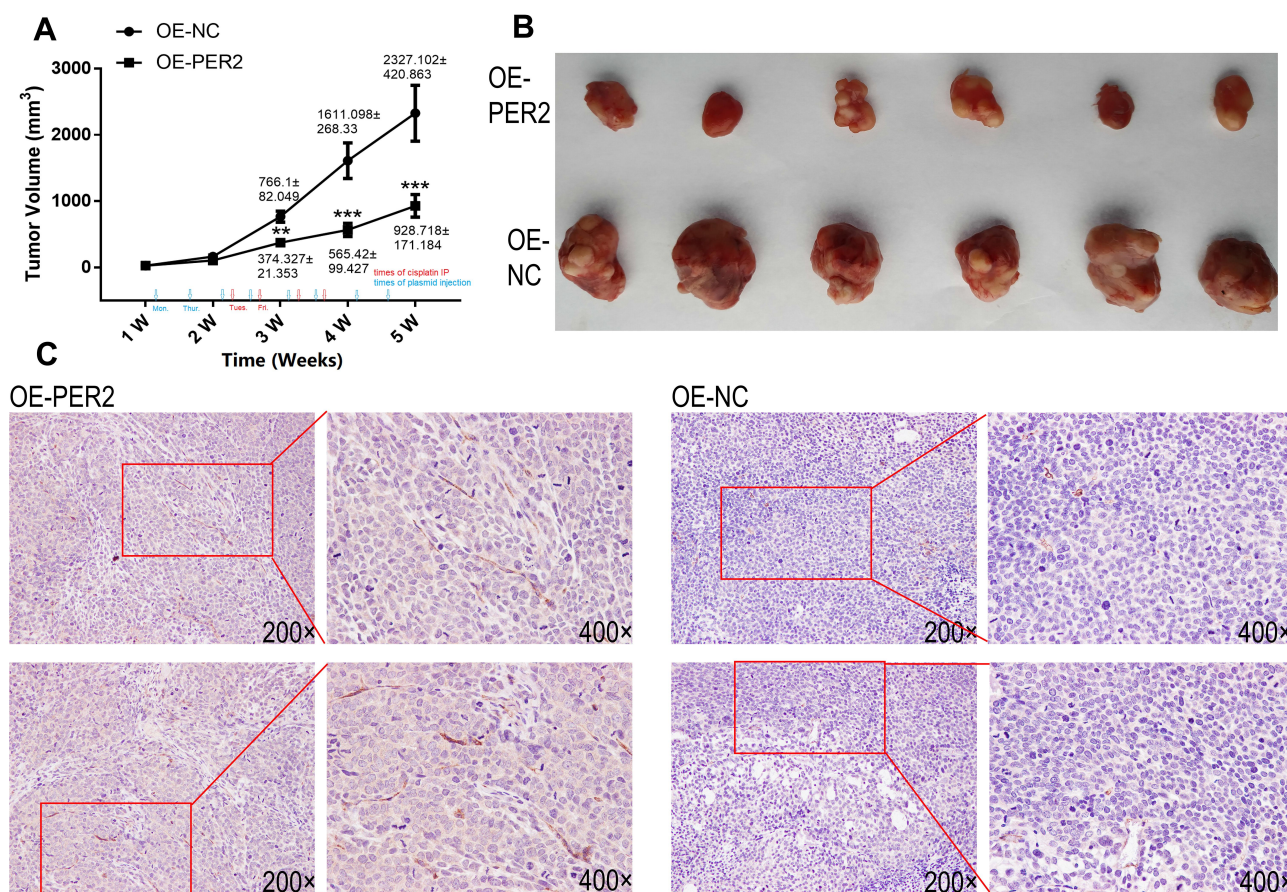 A
OE-NC
OE-PER2
3000
2000
1000
0
Tumor Volume (mm³)
2327.102±
420.863
1611.098±
268.33
766.1±
82.049
**
***
***
374.327±
21.353
565.42±
99.427
928.718±
171.184
times of cisplatin IP
times of plasmid injection
Mon.
Thur.
Tues.
Fri.
1 W
2 W
3 W
4 W
5 W
Time (Weeks)
B
OE-
PER2
OE-
NC
C
OE-PER2
OE-NC
200×
400×
200×
400×
200×
400×
200×
400×